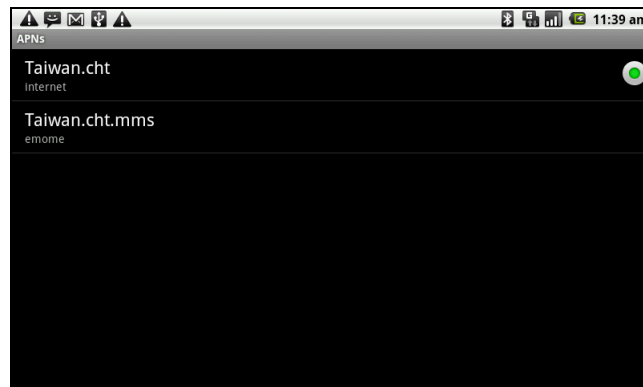 11:39 am
APNs
Taiwan.cht
internet
Taiwan.cht.mms
emome